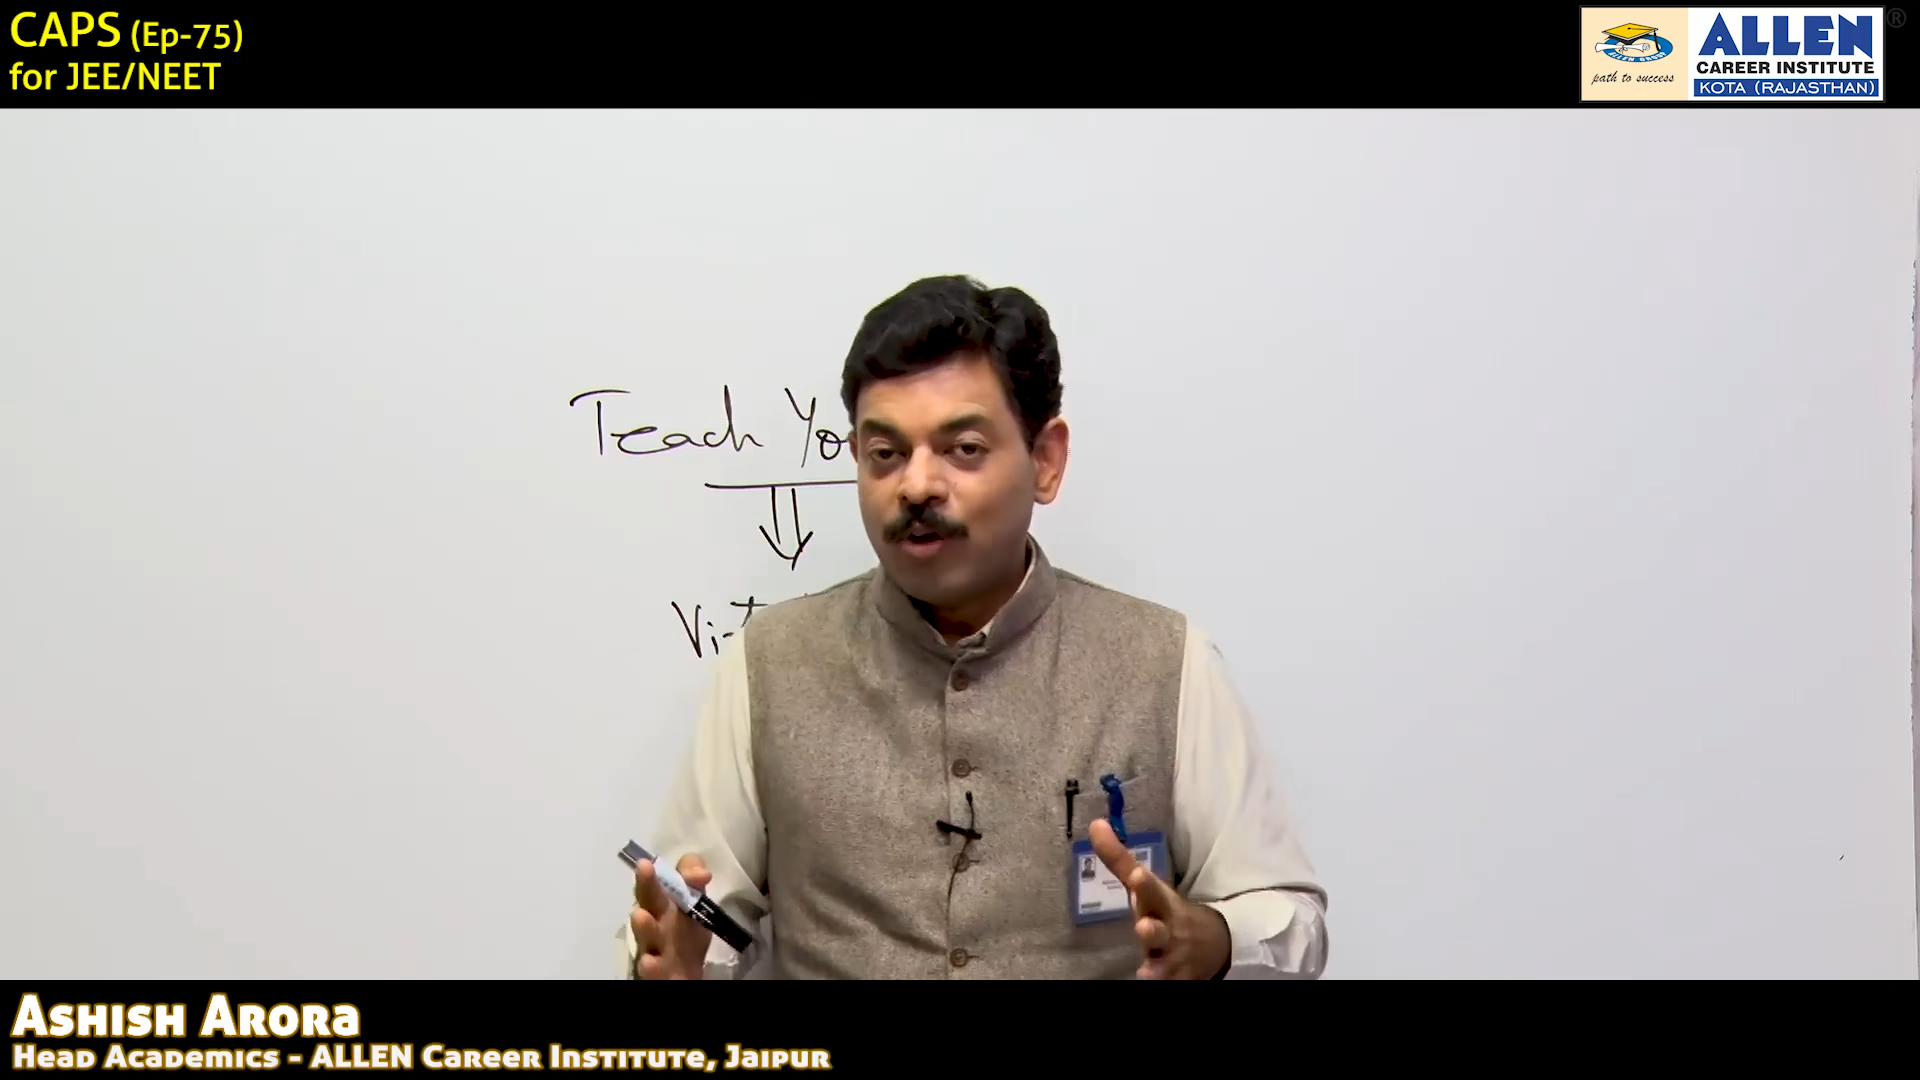 CAPS (Ep-75)
for JEE/NEET
path to success
ALLEN ®
CAREER INSTITUTE
KOTA (RAJASTHAN)
Teach Yo
ASHISH ARORA
HEAD ACADEMICS - ALLEN CAREER INSTITUTE, JAIPUR